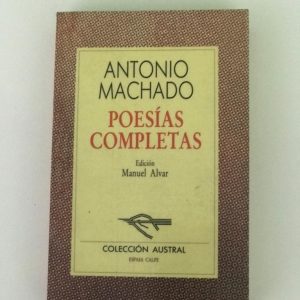 ANTONIO
MACHADO
POESÍAS
COMPLETAS
Edición
Manuel Alvar
COLECCIÓN AUSTRAL
ESPASA CALPE